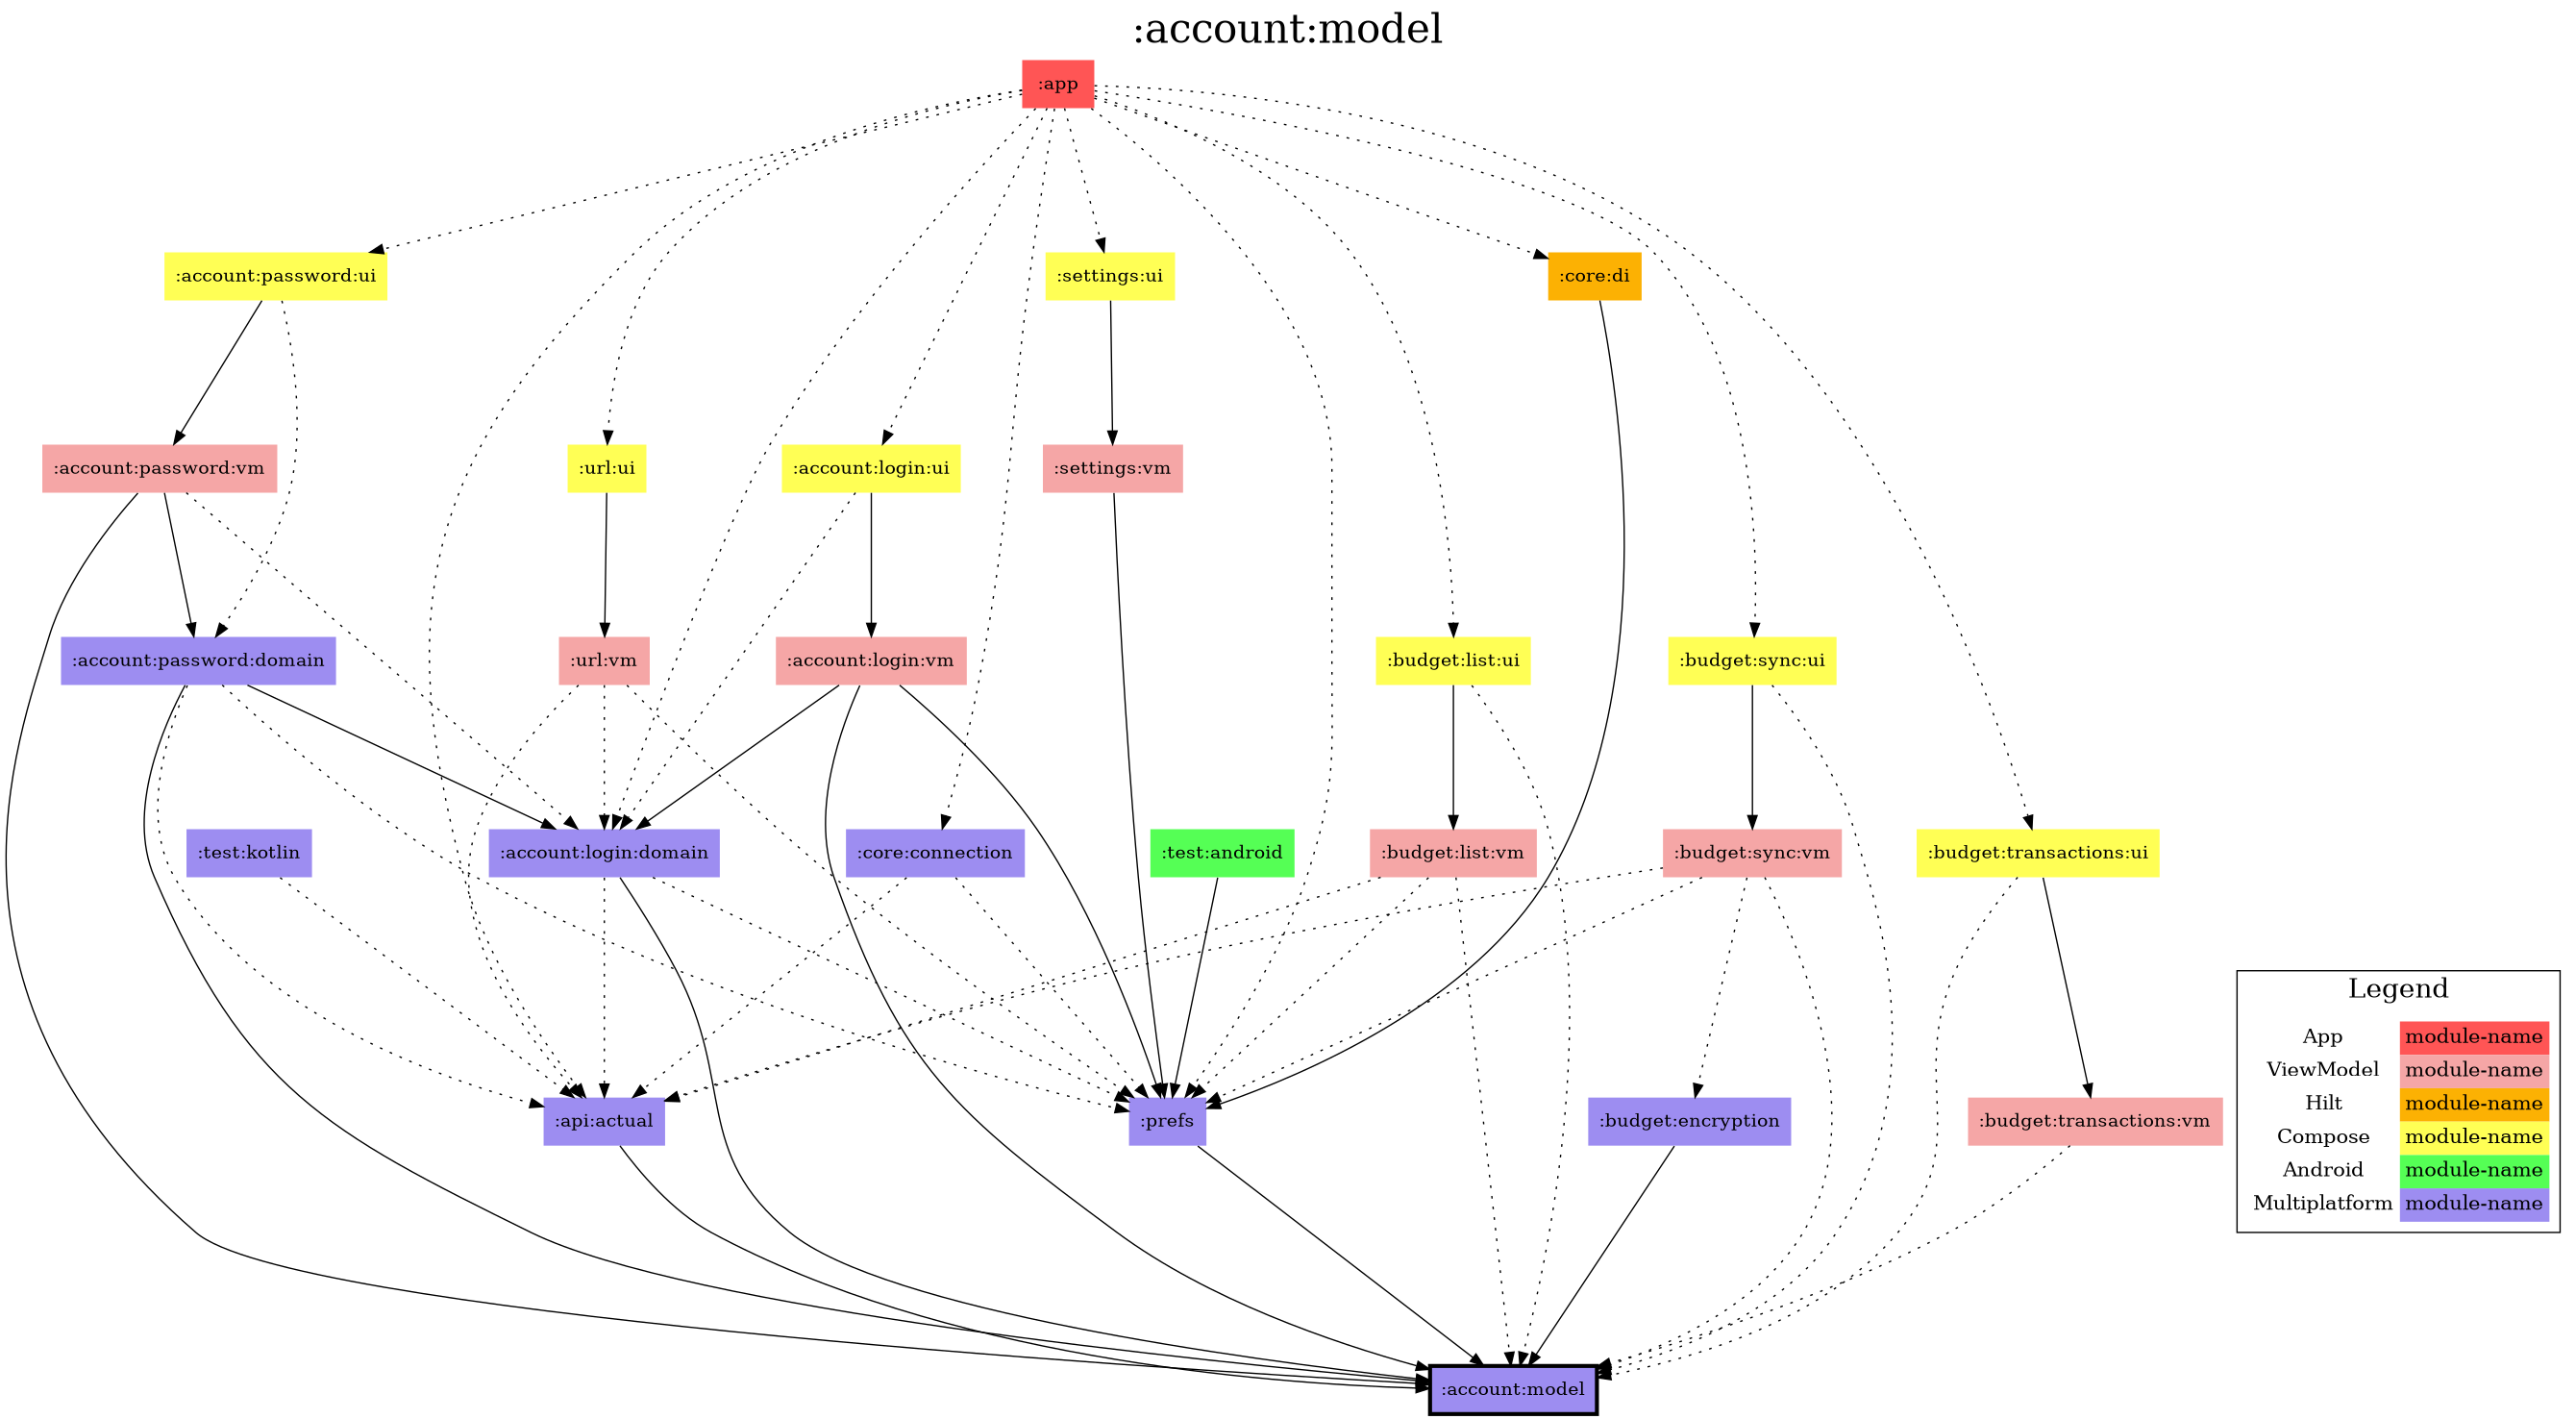 :account:model
:app
:account:password:ui
:settings:ui
:core:di
:account:password:vm
:url:ui
:account:login:ui
:settings:vm
:account:password:domain
:url:vm
:account:login:vm
:budget:list:ui
:budget:sync:ui
:test:kotlin
:account:login:domain
:core:connection
:test:android
:budget:list:vm
:budget:sync:vm
:budget:transactions:ui
:api:actual
:prefs
:budget:encryption
:budget:transactions:vm
Legend
App module-name
ViewModel module-name
Hilt module-name
Compose module-name
Android module-name
Multiplatform module-name
:account:model